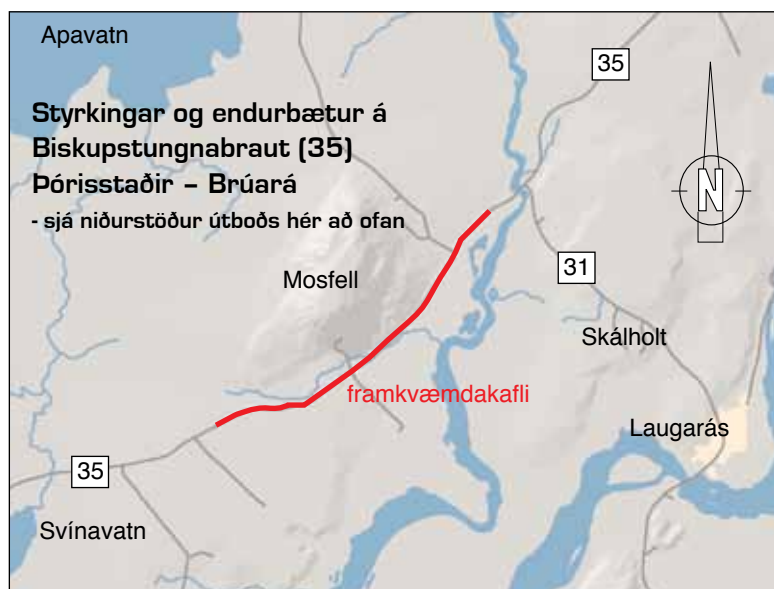 Apavatn
35
Styrkingar og endurbætur á
Biskupstungnabraut (35)
Þórisstaðir – Brúará
- sjá niðurstöður útboðs hér að ofan
N
Mosfell
31
Skálholt
framkvæmdakafli
Laugarás
35
Svínavatn